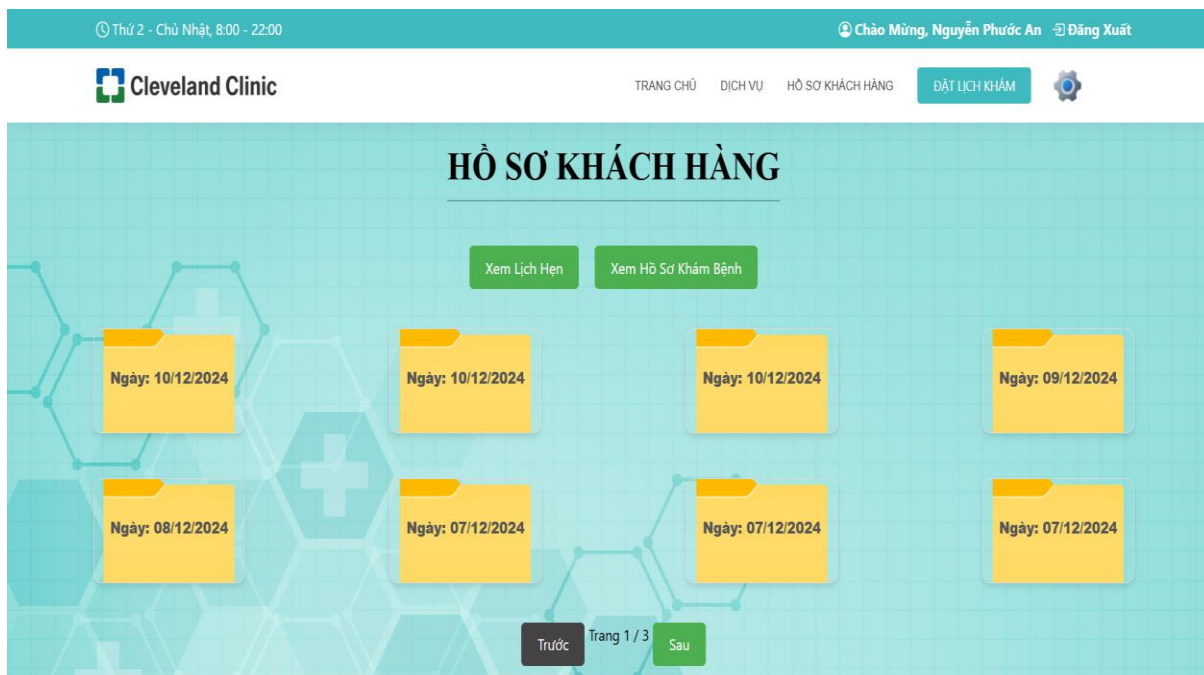 Thứ 2 - Chủ Nhật, 8:00 - 22:00 Chào Mừng, Nguyễn Phước An Đăng Xuất
Cleveland Clinic TRANG CHỦ DỊCH VỤ HỒ SƠ KHÁCH HÀNG ĐẶT LỊCH KHÁM
HỒ SƠ KHÁCH HÀNG
Xem Lịch Hẹn Xem Hồ Sơ Khám Bệnh
Ngày: 10/12/2024 Ngày: 10/12/2024 Ngày: 10/12/2024 Ngày: 09/12/2024
Ngày: 08/12/2024 Ngày: 07/12/2024 Ngày: 07/12/2024 Ngày: 07/12/2024
Trước Trang 1 / 3 Sau